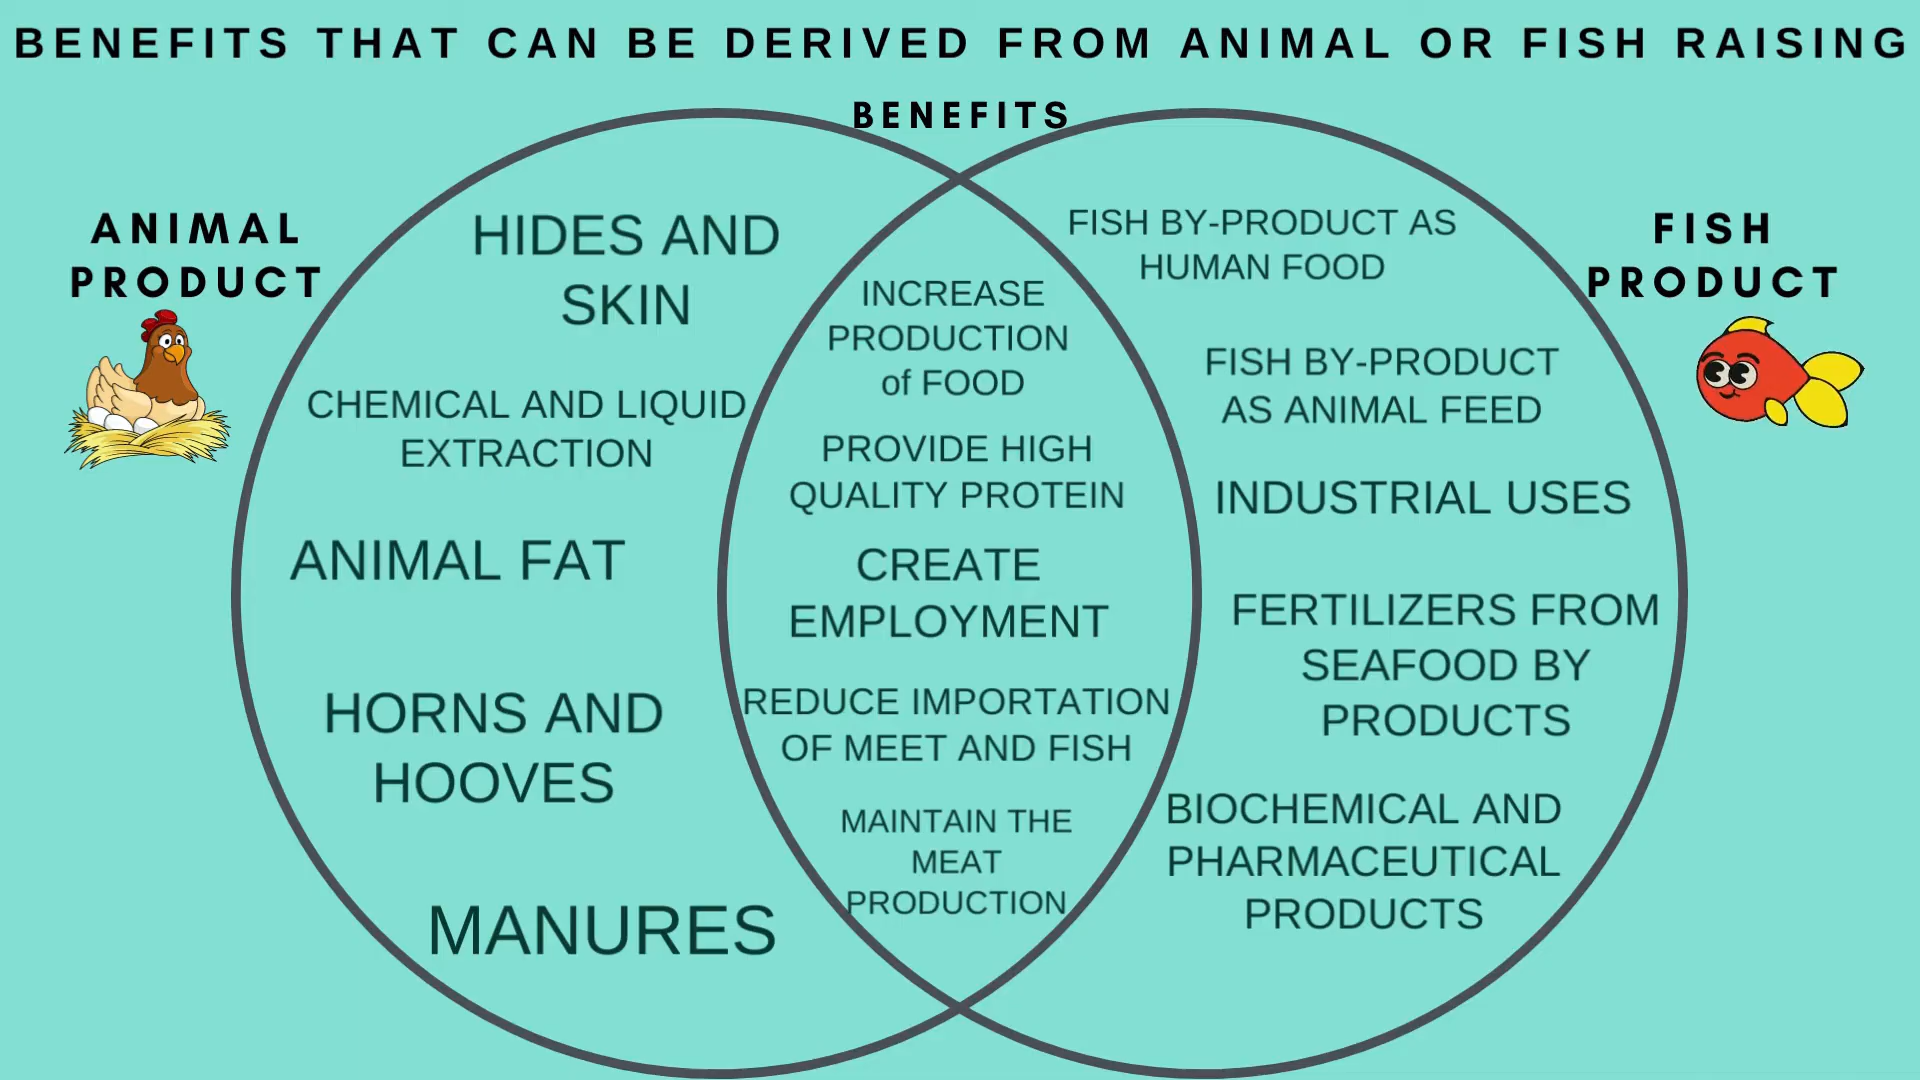 BENEFITS THAT CAN BE DERIVED FROM ANIMAL OR FISH RAISING
BENEFITS
ANIMAL
PRODUCT
HIDES AND
SKIN
CHEMICAL AND LIQUID
EXTRACTION
ANIMAL FAT
HORNS AND
HOOVES
MANURES
INCREASE
PRODUCTION
of FOOD
PROVIDE HIGH
QUALITY PROTEIN
CREATE
EMPLOYMENT
REDUCE IMPORTATION
OF MEET AND FISH
MAINTAIN THE
MEAT
PRODUCTION
FISH
PRODUCT
FISH BY-PRODUCT AS
HUMAN FOOD
FISH BY-PRODUCT
AS ANIMAL FEED
INDUSTRIAL USES
FERTILIZERS FROM
SEAFOOD BY
PRODUCTS
BIOCHEMICAL AND
PHARMACEUTICAL
PRODUCTS